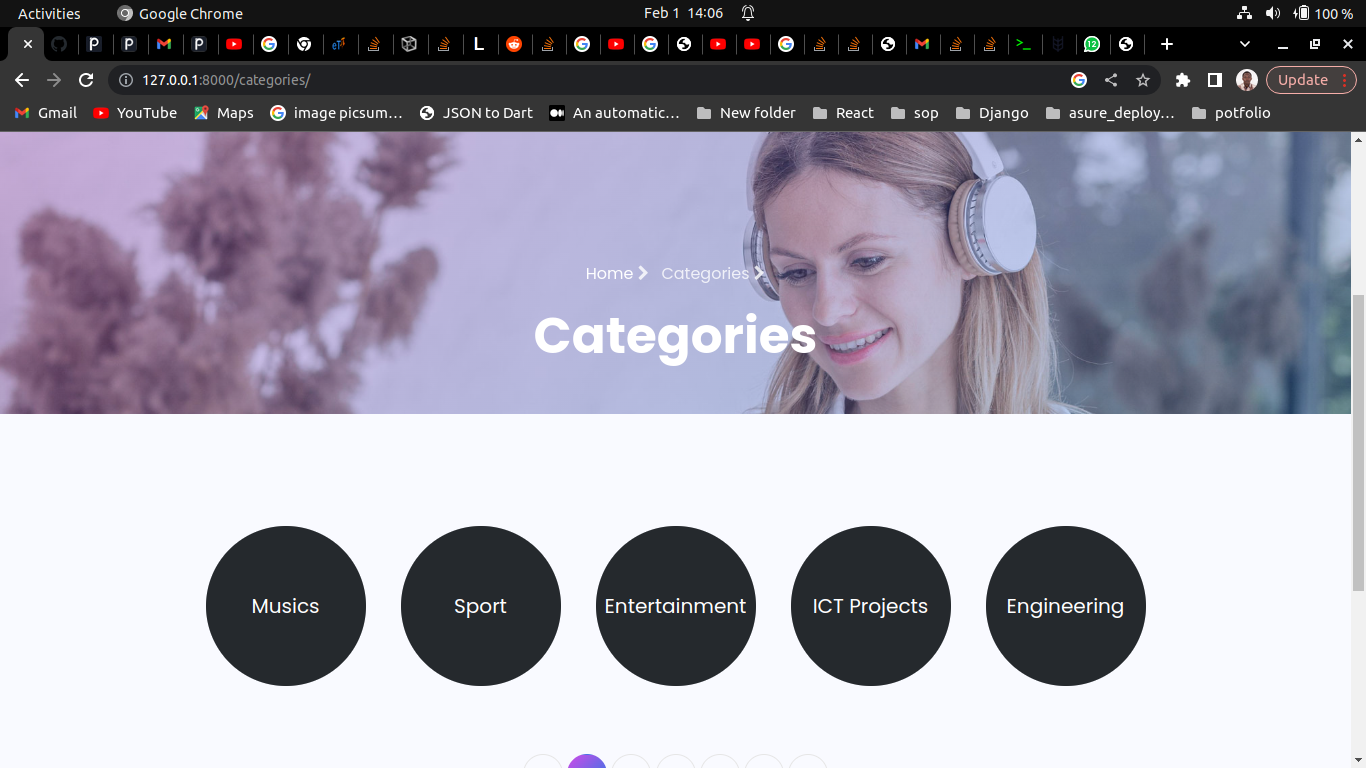 Activities Google Chrome Feb 1 14:06 100 %
12
127.0.0.1:8000/categories/ Update
Gmail YouTube Maps image picsum… JSON to Dart An automatic… New folder React sop Django asure_deploy… potfolio
Home Categories
Categories
Musics Sport Entertainment ICT Projects Engineering